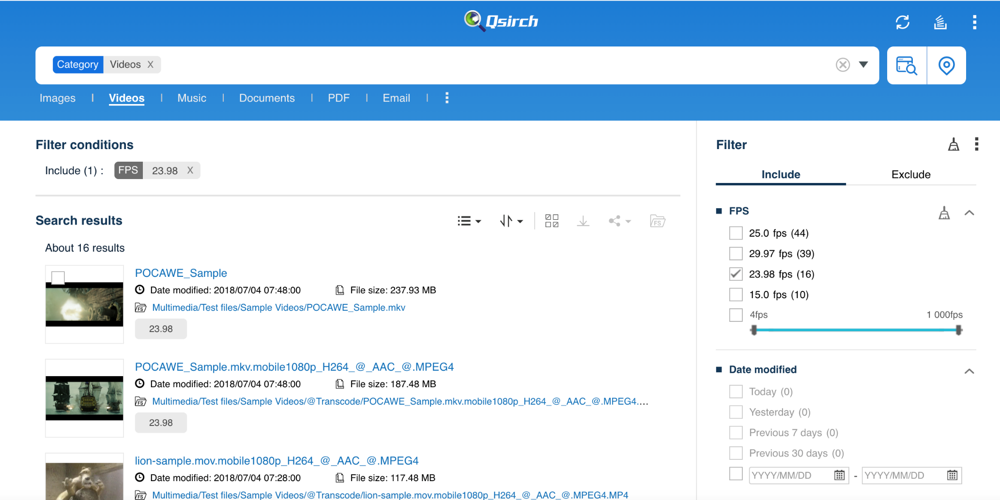 Qsirch
Category Videos X
Images | Videos | Music | Documents | PDF | Email |
Filter conditions
Include (1) : FPS 23.98 X
Search results
About 16 results
POCAWE_Sample
Date modified: 2018/07/04 07:48:00 File size: 237.93 MB
FS Multimedia/Test files/Sample Videos/POCAWE_Sample.mkv
23.98
POCAWE_Sample.mkv.mobile1080p_H264_@_AAC_@.MPEG4
Date modified: 2018/07/04 07:48:00 File size: 187.48 MB
FS Multimedia/Test files/Sample Videos/@Transcode/POCAWE_Sample.mkv.mobile1080p_H264_@_AAC_@.MPEG4....
23.98
lion-sample.mov.mobile1080p_H264_@_AAC_@.MPEG4
Date modified: 2018/07/04 07:28:00 File size: 117.48 MB
FS Multimedia/Test files/Sample Videos/@Transcode/lion-sample.mov.mobile1080p_H264_@_AAC_@.MPEG4.MP4
FS
Filter
Include Exclude
FPS
25.0 fps (44)
29.97 fps (39)
23.98 fps (16)
15.0 fps (10)
4fps 1 000fps
Date modified
Today (0)
Yesterday (0)
Previous 7 days (0)
Previous 30 days (0)
YYYY/MM/DD - YYYY/MM/DD